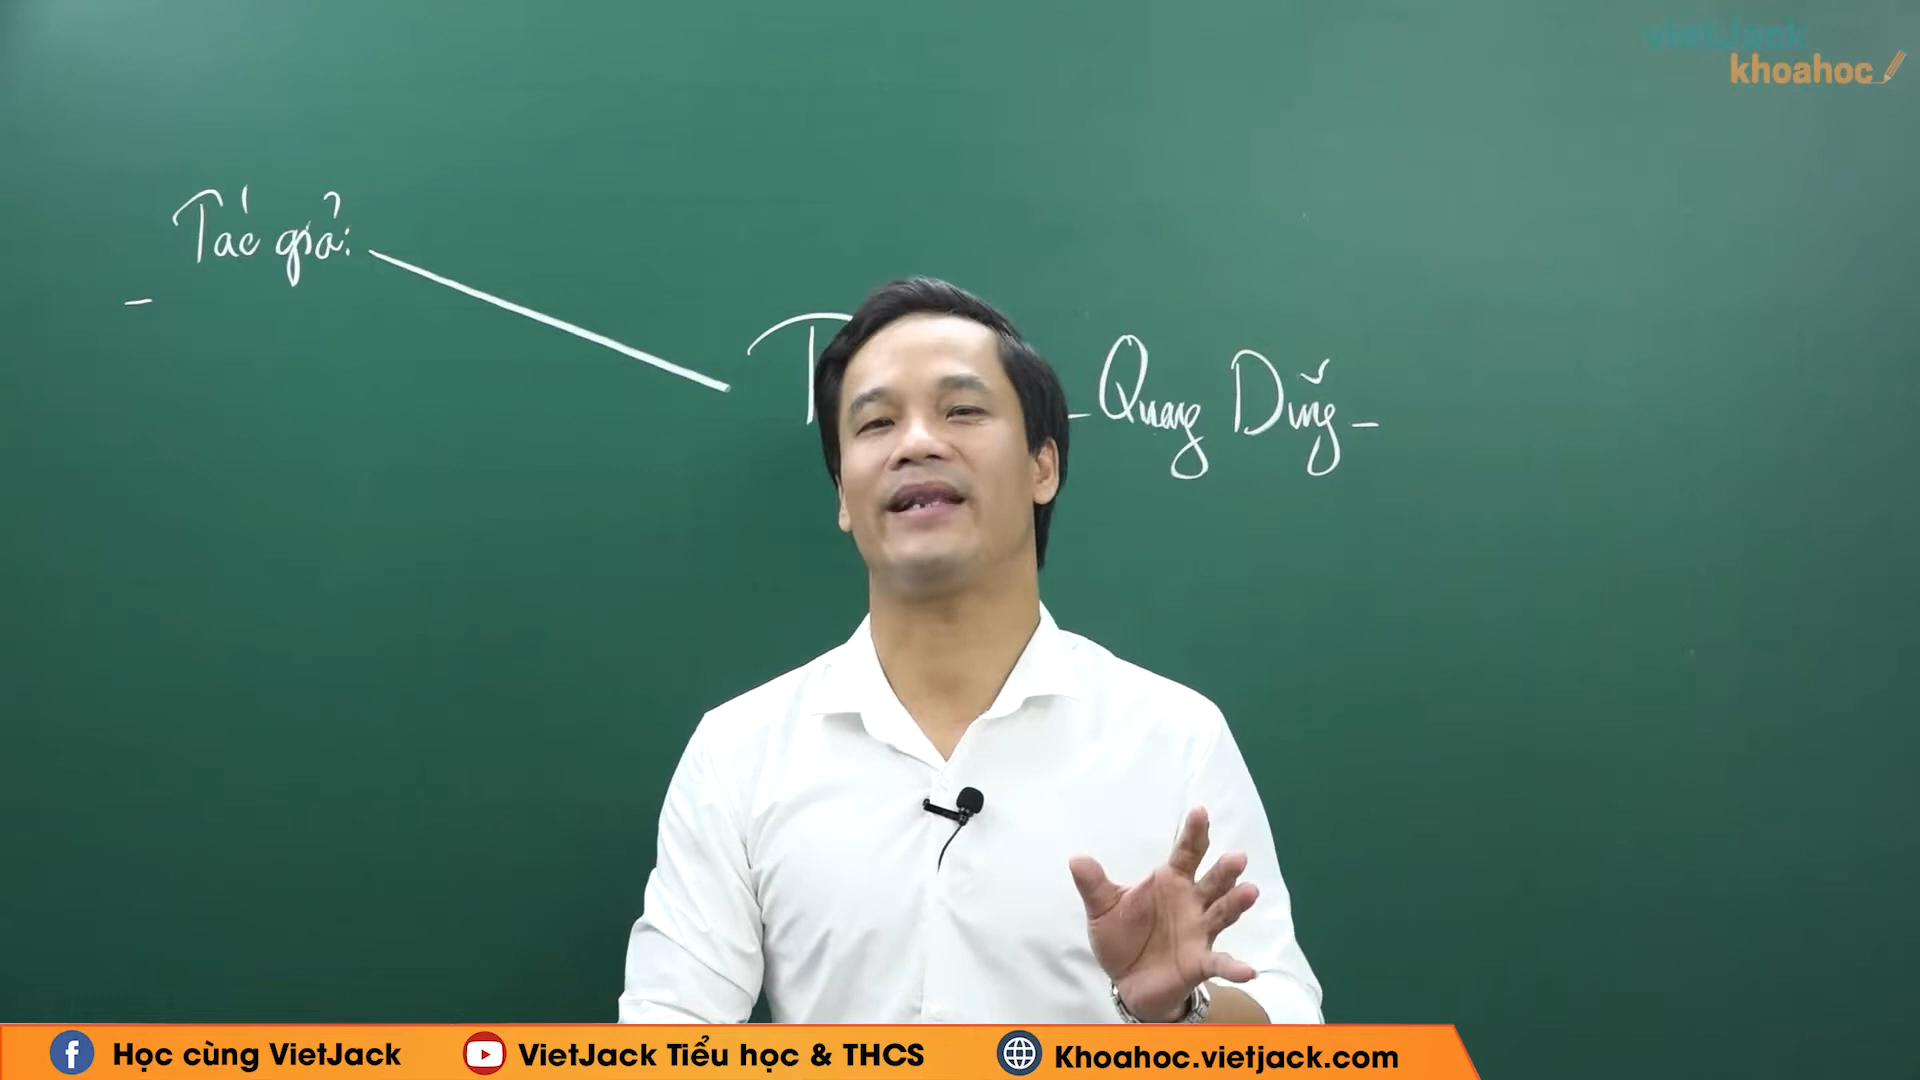 vietJack
khoahoc
Tác giả:
-
- Quang Dũng -
Học cùng VietJack
VietJack Tiểu học & THCS
Khoahoc.vietjack.com